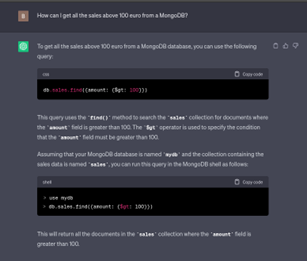 B
How can I get all the sales above 100 euro from a MongoDB?
To get all the sales above 100 euro from a MongoDB database, you can use the following
query:
css
Copy code
db.sales.find({amount: {$gt: 100}})
This query uses the `find()` method to search the `sales` collection for documents where
the `amount` field is greater than 100. The `$gt` operator is used to specify the condition
that the `amount` field must be greater than 100.
Assuming that your MongoDB database is named `mydb` and the collection containing the
sales data is named `sales`, you can run this query in the MongoDB shell as follows:
shell
Copy code
> use mydb
> db.sales.find({amount: {$gt: 100}})
This will return all the documents in the `sales` collection where the `amount` field is
greater than 100.